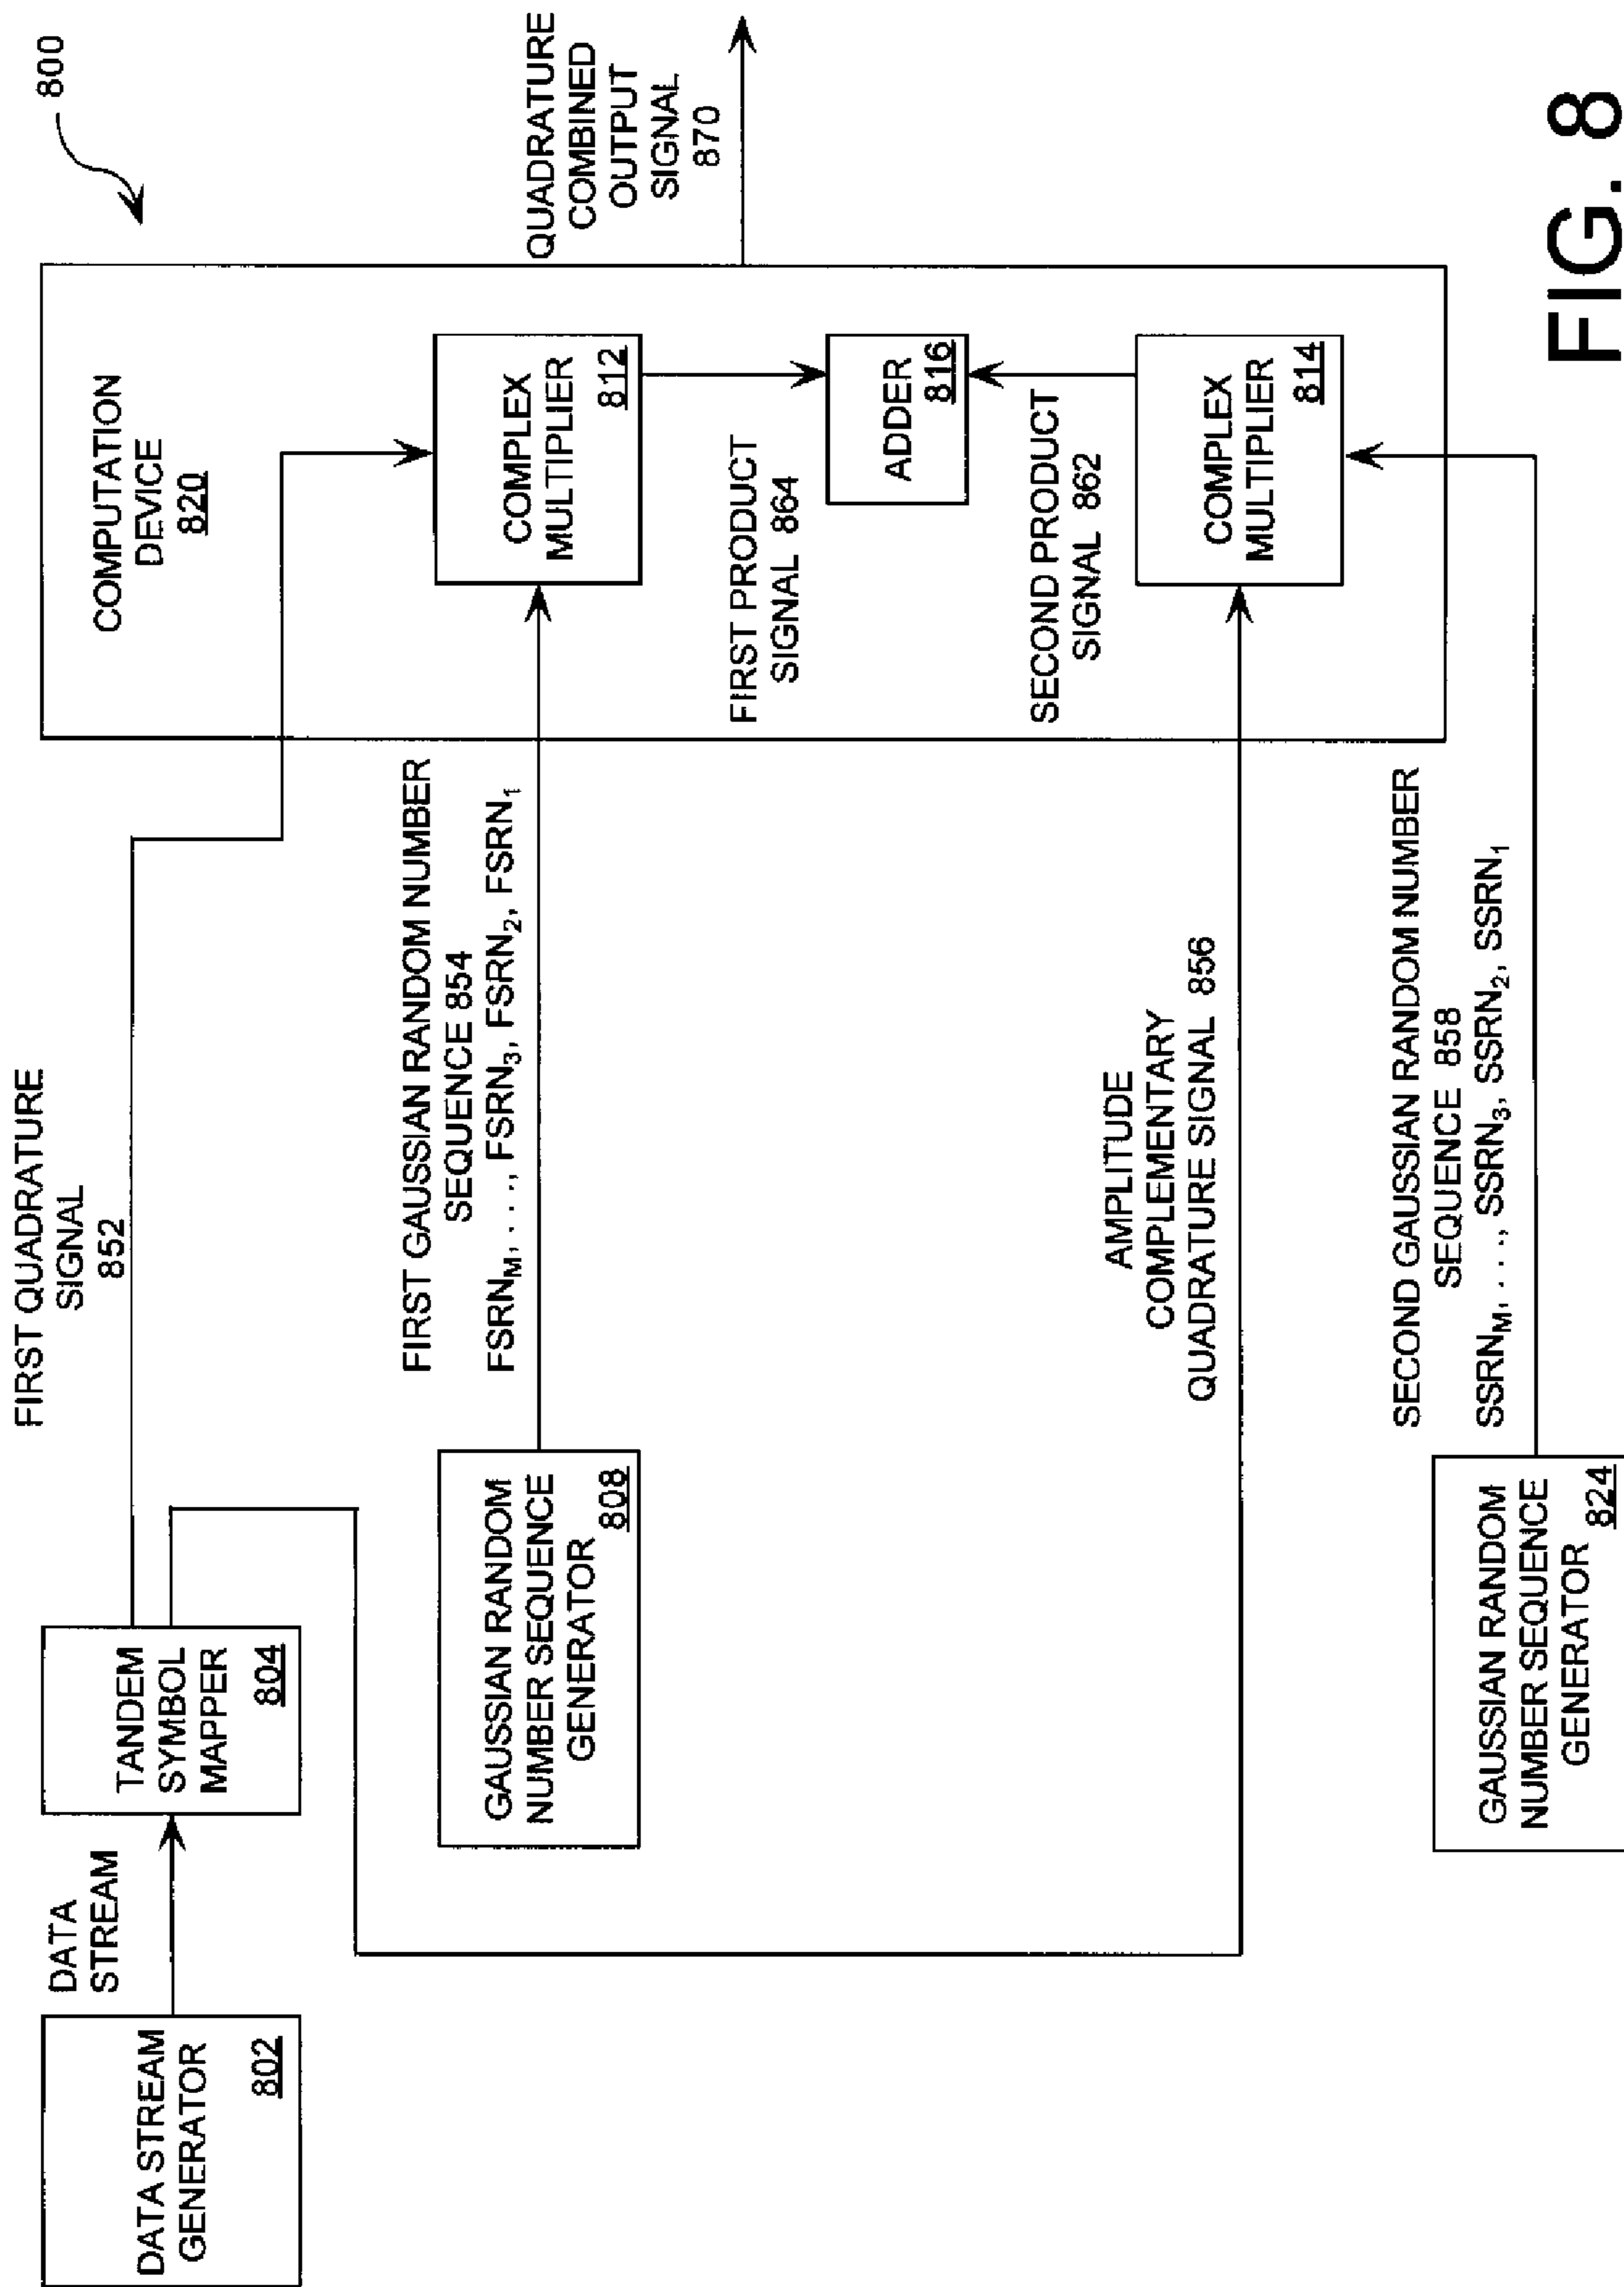 800
DATA STREAM
GENERATOR
802
DATA
STREAM
TANDEM
SYMBOL
MAPPER
804
FIRST QUADRATURE
SIGNAL
852
COMPUTATION
DEVICE
820
QUADRATURE
COMBINED
OUTPUT
SIGNAL
870
GAUSSIAN RANDOM
NUMBER SEQUENCE
GENERATOR
808
FIRST GAUSSIAN RANDOM NUMBER
SEQUENCE 854
FSRN_M, . . ., FSRN_3, FSRN_2, FSRN_1
COMPLEX
MULTIPLIER
812
FIRST PRODUCT
SIGNAL 864
ADDER
816
SECOND PRODUCT
SIGNAL 862
AMPLITUDE
COMPLEMENTARY
QUADRATURE SIGNAL 856
COMPLEX
MULTIPLIER
814
GAUSSIAN RANDOM
NUMBER SEQUENCE
GENERATOR
824
SECOND GAUSSIAN RANDOM NUMBER
SEQUENCE 858
SSRN_M, . . ., SSRN_3, SSRN_2, SSRN_1
FIG. 8